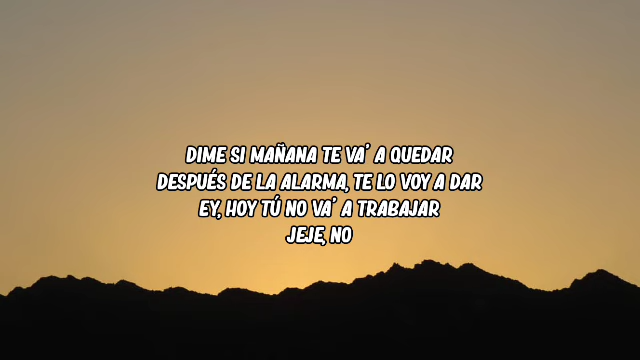 DIME SI MAÑANA TE VA' A QUEDAR
DESPUÉS DE LA ALARMA, TE LO VOY A DAR
EY, HOY TÚ NO VA' A TRABAJAR
JEJE, NO